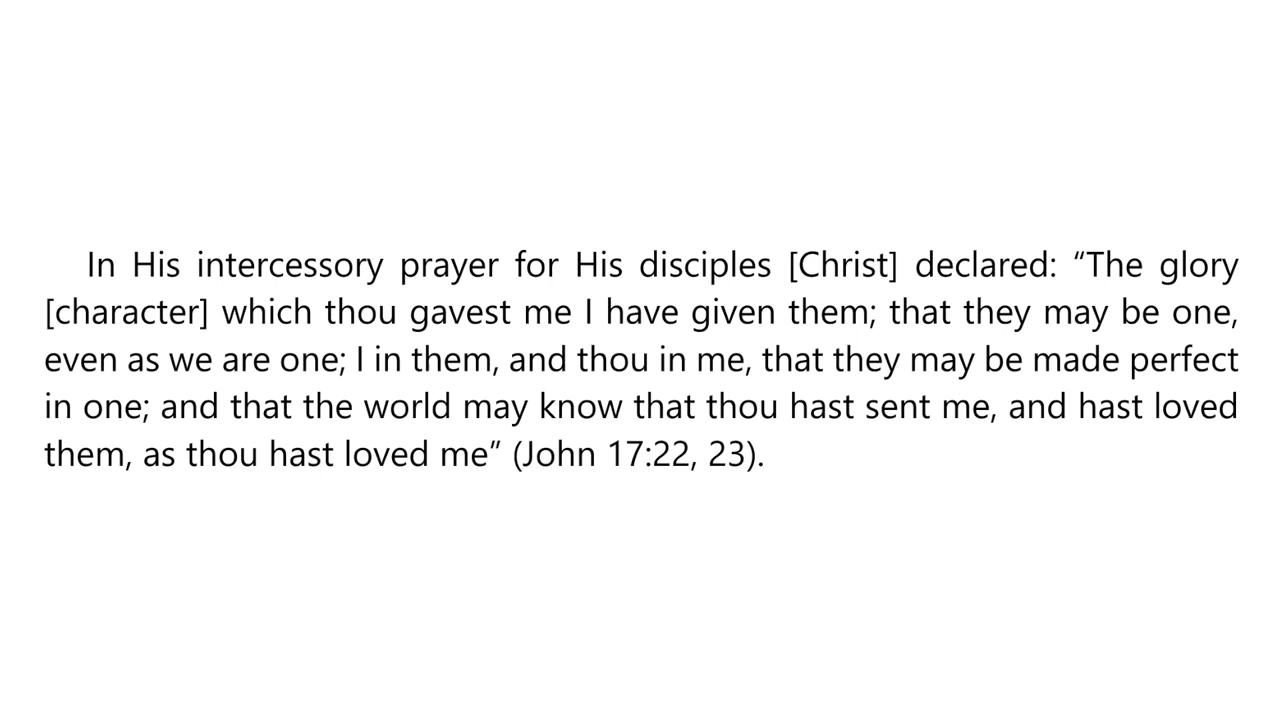 In His intercessory prayer for His disciples [Christ] declared: “The glory
[character] which thou gavest me I have given them; that they may be one,
even as we are one; I in them, and thou in me, that they may be made perfect
in one; and that the world may know that thou hast sent me, and hast loved
them, as thou hast loved me” (John 17:22, 23).